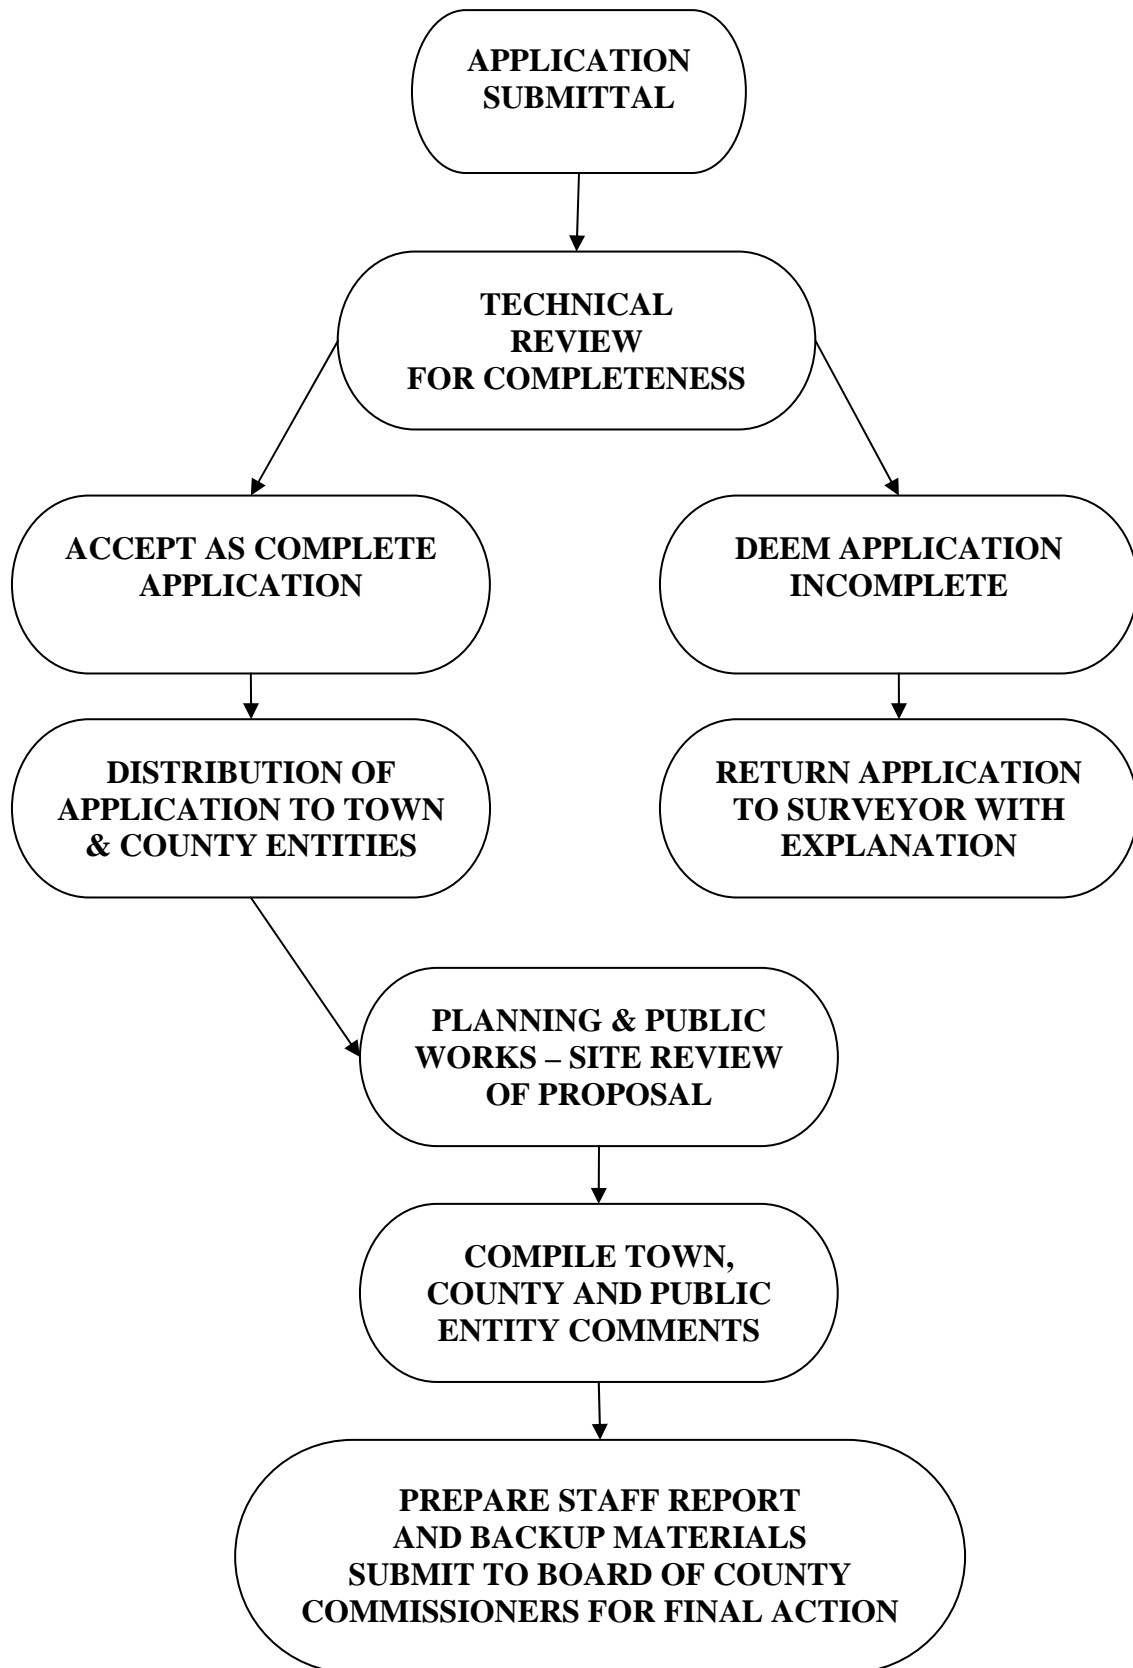 APPLICATION
SUBMITTAL
TECHNICAL
REVIEW
FOR COMPLETENESS
ACCEPT AS COMPLETE
APPLICATION
DEEM APPLICATION
INCOMPLETE
DISTRIBUTION OF
APPLICATION TO TOWN
& COUNTY ENTITIES
RETURN APPLICATION
TO SURVEYOR WITH
EXPLANATION
PLANNING & PUBLIC
WORKS – SITE REVIEW
OF PROPOSAL
COMPILE TOWN,
COUNTY AND PUBLIC
ENTITY COMMENTS
PREPARE STAFF REPORT
AND BACKUP MATERIALS
SUBMIT TO BOARD OF COUNTY
COMMISSIONERS FOR FINAL ACTION